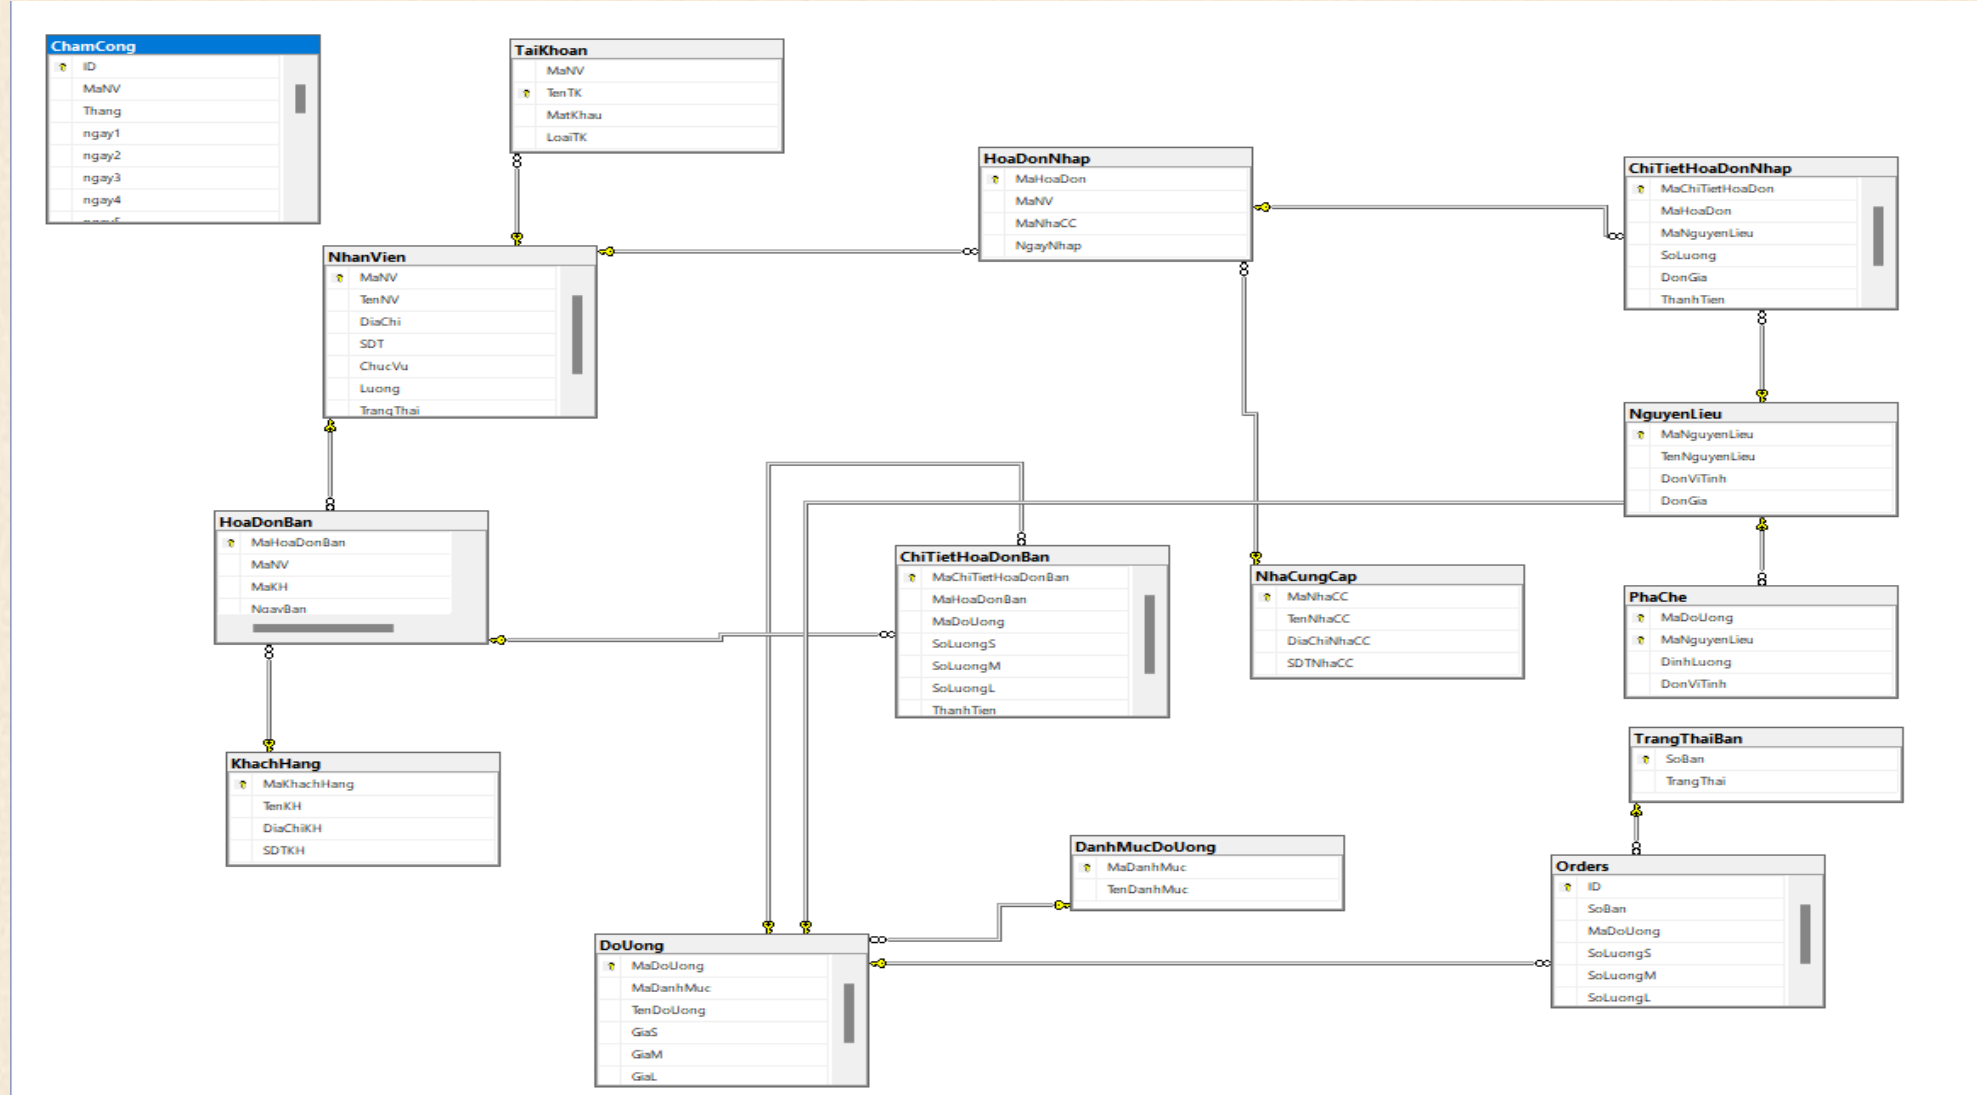 ChamCong
ID
MaNV
Thang
ngay1
ngay2
ngay3
ngay4
ngay5
TaiKhoan
MaNV
TenTK
MatKhau
LoaiTK
HoaDonNhap
MaHoaDon
MaNV
MaNhaCC
NgayNhap
ChiTietHoaDonNhap
MaChiTietHoaDon
MaHoaDon
MaNguyenLieu
SoLuong
DonGia
ThanhTien
NhanVien
MaNV
TenNV
DiaChi
SDT
ChucVu
Luong
TrangThai
NguyenLieu
MaNguyenLieu
TenNguyenLieu
DonViTinh
DonGia
HoaDonBan
MaHoaDonBan
MaNV
MaKH
NgayBan
ChiTietHoaDonBan
MaChiTietHoaDonBan
MaHoaDonBan
MaDoUong
SoLuongS
SoLuongM
SoLuongL
ThanhTien
NhaCungCap
MaNhaCC
TenNhaCC
DiaChiNhaCC
SDTNhaCC
PhaChe
MaDoUong
MaNguyenLieu
DinhLuong
DonViTinh
KhachHang
MaKhachHang
TenKH
DiaChiKH
SDTKH
TrangThaiBan
SoBan
TrangThai
DanhMucDoUong
MaDanhMuc
TenDanhMuc
Orders
ID
SoBan
MaDoUong
SoLuongS
SoLuongM
SoLuongL
DoUong
MaDoUong
MaDanhMuc
TenDoUong
GiaS
GiaM
GiaL